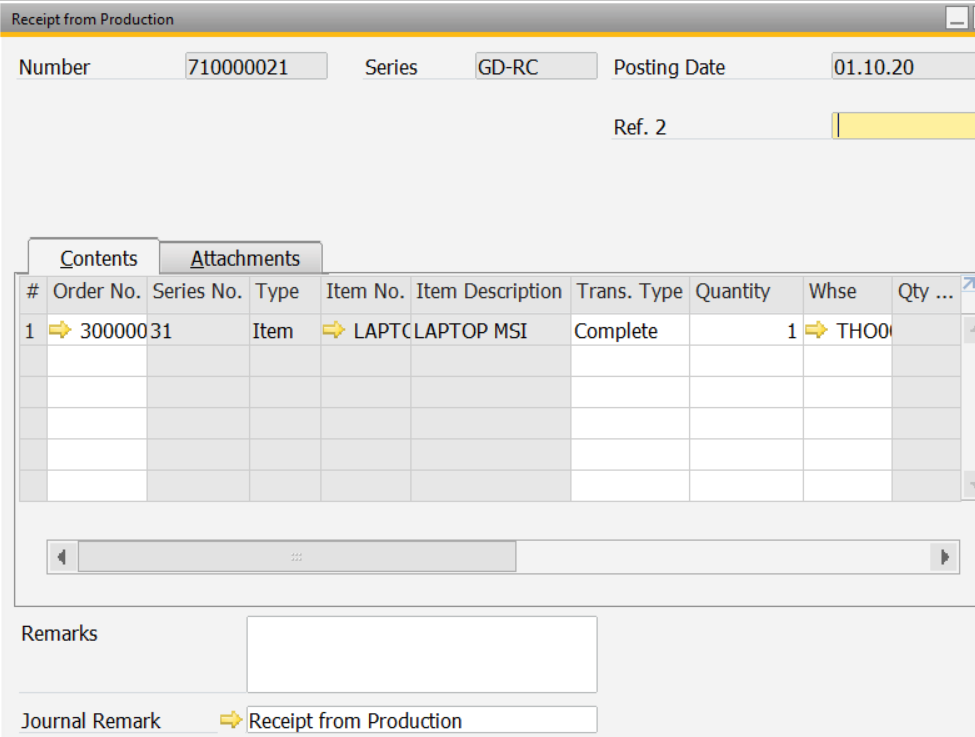 Receipt from Production
Number 710000021 Series GD-RC Posting Date 01.10.20
Ref. 2
Contents Attachments
# Order No. Series No. Type Item No. Item Description Trans. Type Quantity Whse Qty ...
1 300000 31 Item LAPTC LAPTOP MSI Complete 1 THO00
Remarks
Journal Remark Receipt from Production